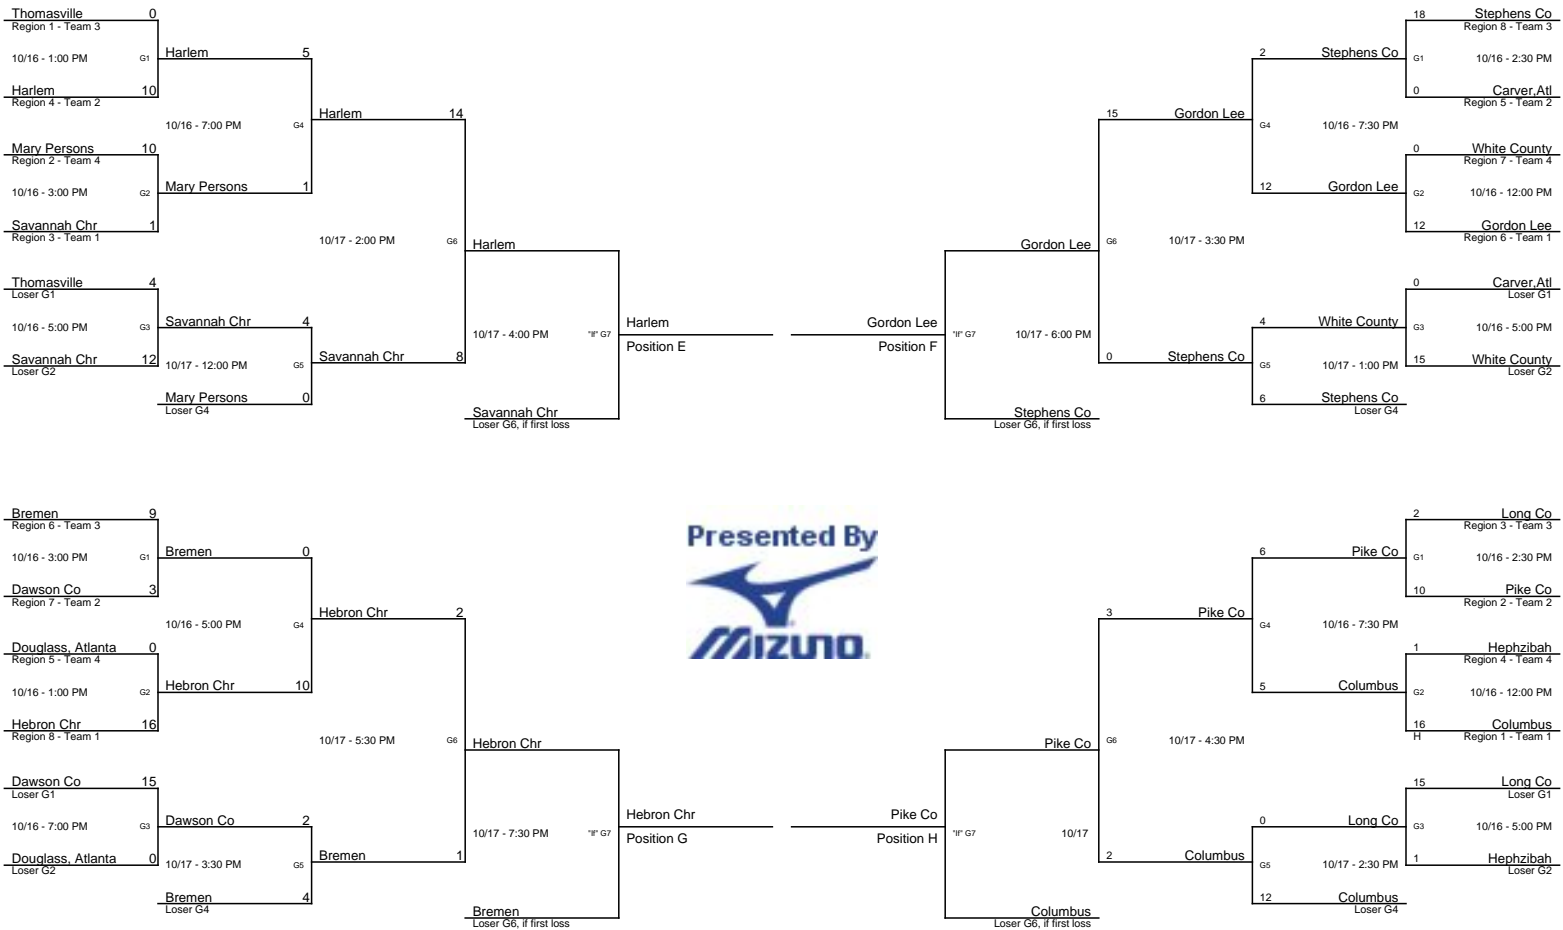 Thomasville 0
Region 1 - Team 3
10/16 - 1:00 PM G1
Harlem 5
Harlem 10
Region 4 - Team 2
10/16 - 7:00 PM G4
Harlem 14
Mary Persons 10
Region 2 - Team 4
10/16 - 3:00 PM G2
Mary Persons 1
Savannah Chr 1
Region 3 - Team 1
10/17 - 2:00 PM G6
Harlem
Thomasville 4
Loser G1
10/16 - 5:00 PM G3
Savannah Chr 4
Savannah Chr 12
Loser G2
10/17 - 12:00 PM G5
Savannah Chr 8
Mary Persons 0
Loser G4
10/17 - 4:00 PM "If" G7
Harlem
Position E
Savannah Chr
Loser G6, if first loss
18 Stephens Co
Region 8 - Team 3
2 Stephens Co
G1 10/16 - 2:30 PM
0 Carver,Atl
Region 5 - Team 2
15 Gordon Lee
G4 10/16 - 7:30 PM
0 White County
Region 7 - Team 4
12 Gordon Lee
G2 10/16 - 12:00 PM
12 Gordon Lee
Region 6 - Team 1
Gordon Lee
G6 10/17 - 3:30 PM
0 Carver,Atl
Loser G1
4 White County
G3 10/16 - 5:00 PM
15 White County
Loser G2
0 Stephens Co
G5 10/17 - 1:00 PM
6 Stephens Co
Loser G4
Gordon Lee
Position F
"If" G7 10/17 - 6:00 PM
Stephens Co
Loser G6, if first loss
Bremen 9
Region 6 - Team 3
10/16 - 3:00 PM G1
Bremen 0
Dawson Co 3
Region 7 - Team 2
10/16 - 5:00 PM G4
Hebron Chr 2
Douglass, Atlanta 0
Region 5 - Team 4
10/16 - 1:00 PM G2
Hebron Chr 10
Hebron Chr 16
Region 8 - Team 1
10/17 - 5:30 PM G6
Hebron Chr
Dawson Co 15
Loser G1
10/16 - 7:00 PM G3
Dawson Co 2
Douglass, Atlanta 0
Loser G2
10/17 - 3:30 PM G5
Bremen 1
Bremen 4
Loser G4
10/17 - 7:30 PM "If" G7
Hebron Chr
Position G
Bremen
Loser G6, if first loss
Presented By
MIZUNO
2 Long Co
Region 3 - Team 3
6 Pike Co
G1 10/16 - 2:30 PM
10 Pike Co
Region 2 - Team 2
3 Pike Co
G4 10/16 - 7:30 PM
1 Hephzibah
Region 4 - Team 4
5 Columbus
G2 10/16 - 12:00 PM
16 Columbus
H Region 1 - Team 1
Pike Co
G6 10/17 - 4:30 PM
15 Long Co
Loser G1
0 Long Co
G3 10/16 - 5:00 PM
1 Hephzibah
Loser G2
2 Columbus
G5 10/17 - 2:30 PM
12 Columbus
Loser G4
Pike Co
Position H
"If" G7 10/17
Columbus
Loser G6, if first loss